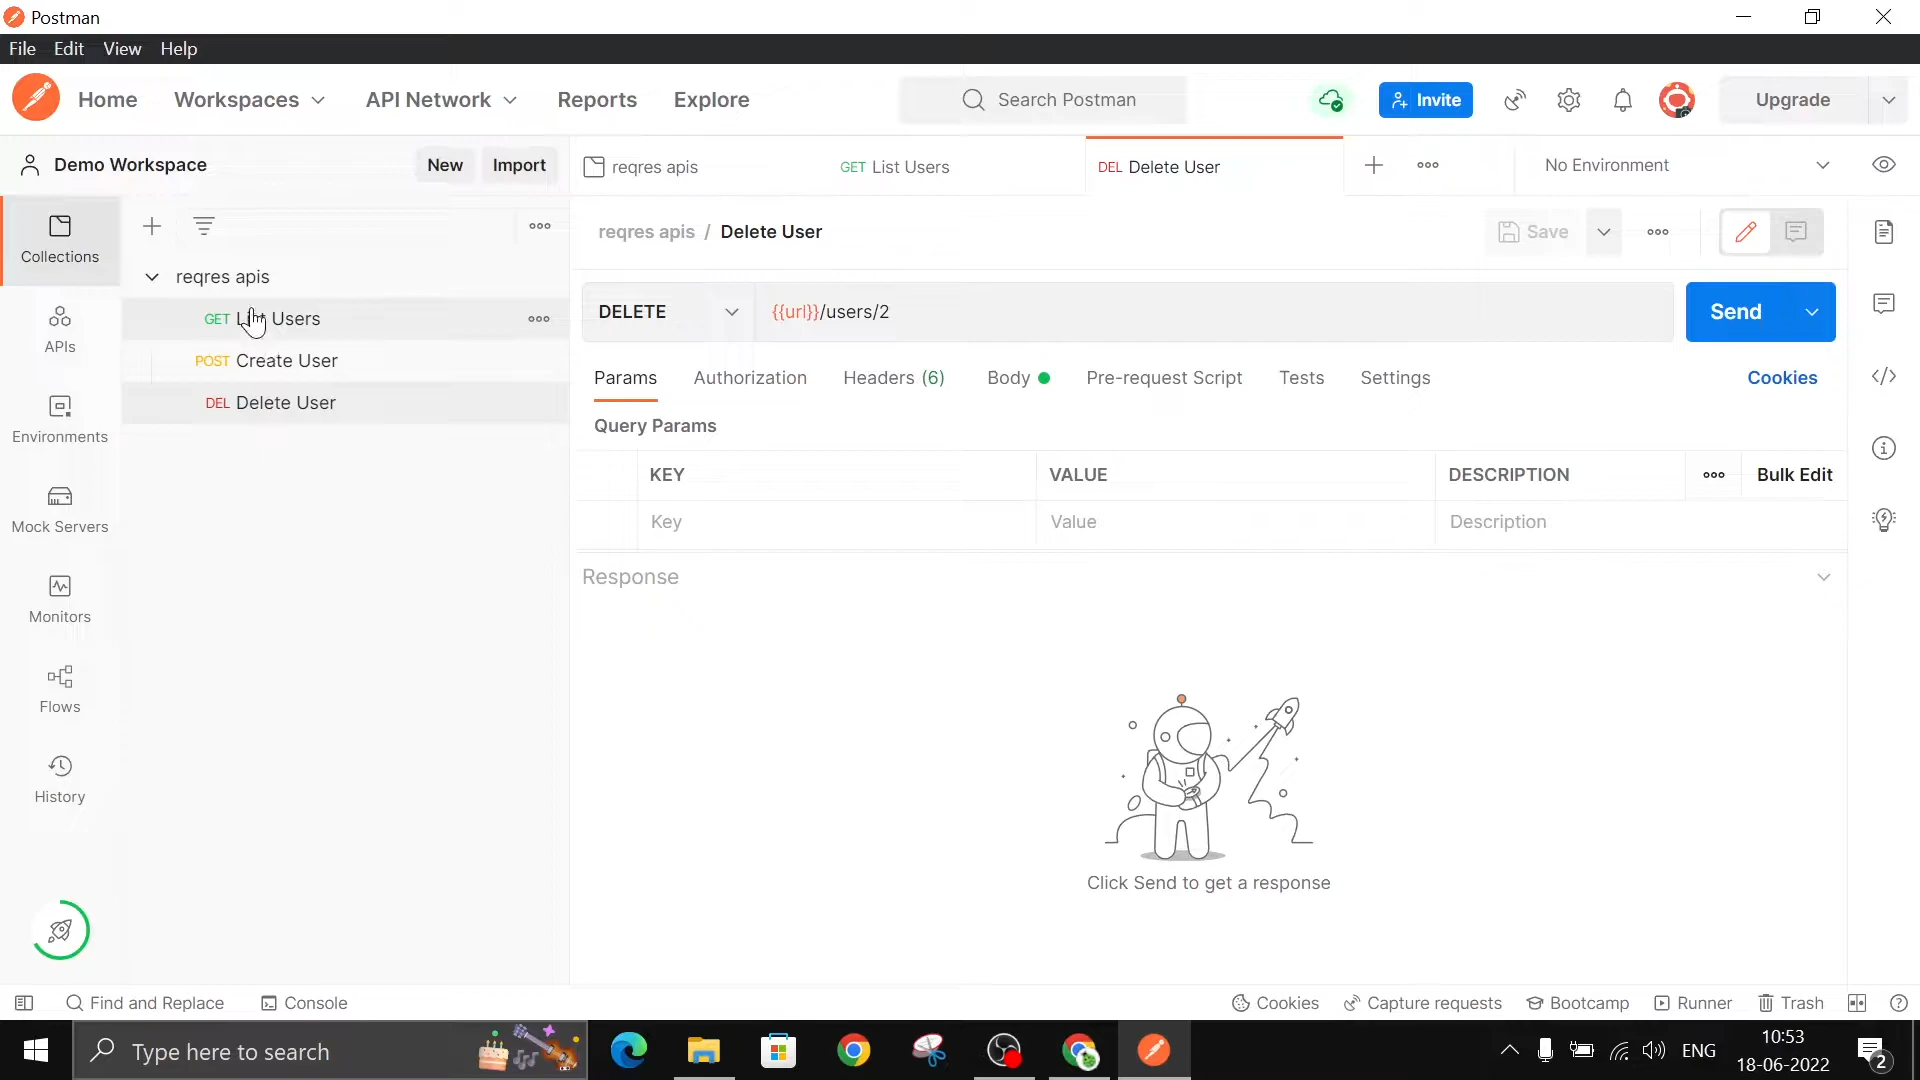 Postman
File Edit View Help
Home Workspaces API Network Reports Explore Search Postman Invite Upgrade
Demo Workspace New Import reqres apis GET List Users DEL Delete User No Environment
Collections
reqres apis / Delete User Save
reqres apis
GET List Users
POST Create User
DEL Delete User
DELETE {{url}}/users/2 Send
Params Authorization Headers (6) Body Pre-request Script Tests Settings Cookies
Query Params
KEY VALUE DESCRIPTION Bulk Edit
Key Value Description
Response
Click Send to get a response
APIs
Environments
Mock Servers
Monitors
Flows
History
Find and Replace Console Cookies Capture requests Bootcamp Runner Trash
Type here to search ENG 10:53
18-06-2022 2